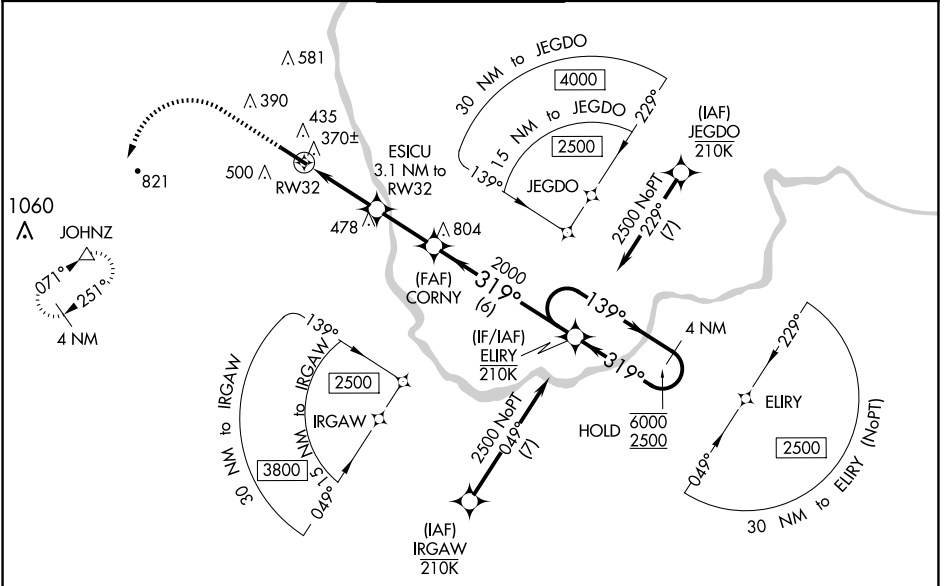 581
390
435
370±
500
RW32
821
1060
JOHNZ
071°
251°
4 NM
ESICU
3.1 NM to
RW32
478
804
(FAF)
CORNY
2000
319°
(6)
30 NM to JEGDO
4000
15 NM to JEGDO
2500
229°
139°
JEGDO
(IAF)
JEGDO
210K
2500 NoPT
229°
(7)
139°
4 NM
319°
(IF/IAF)
ELIRY
210K
HOLD
6000
2500
2500 NoPT
049°
(7)
(IAF)
IRGAW
210K
30 NM to IRGAW
3800
15 NM to IRGAW
2500
139°
IRGAW
049°
229°
ELIRY
2500
049°
30 NM to ELIRY (NoPT)